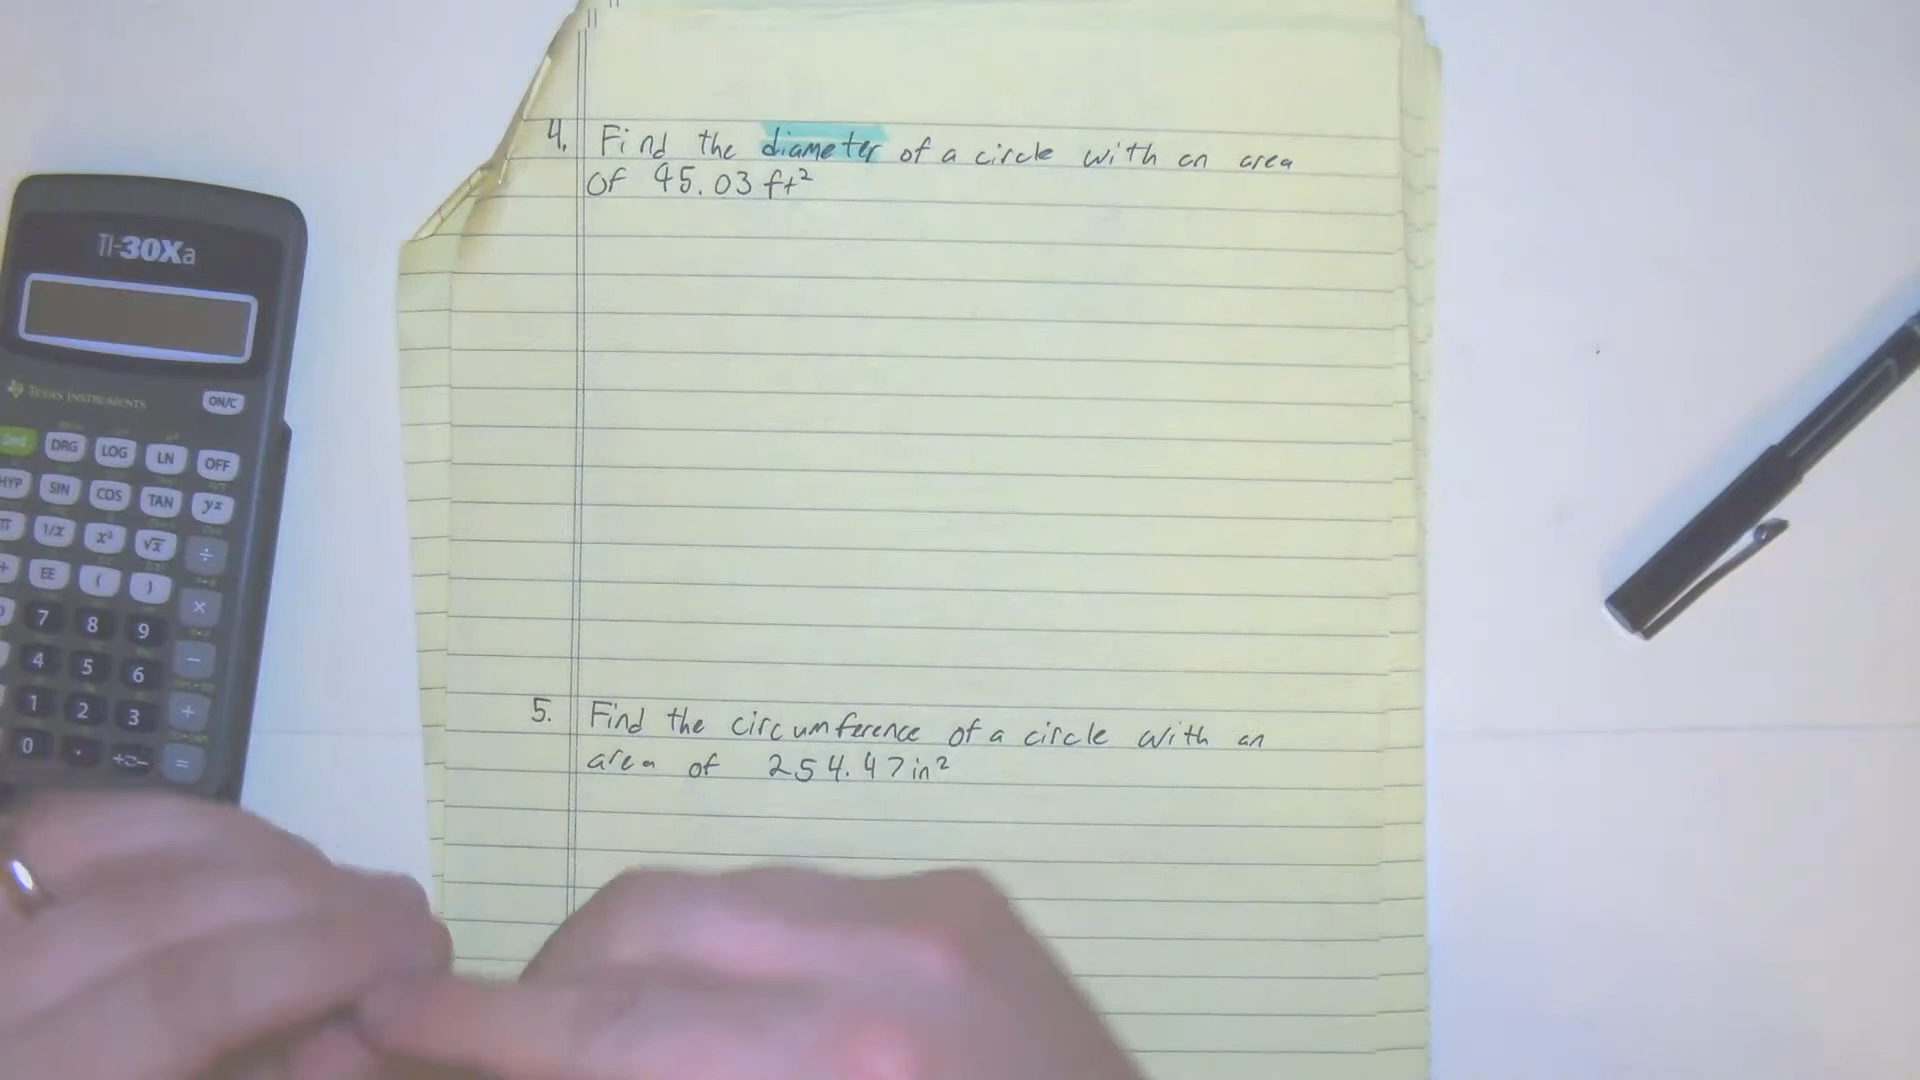 4. Find the diameter of a circle with an area
of 45.03 ft²
TI-30Xa
TEXAS INSTRUMENTS
ON/C
2nd DRG LOG LN OFF
HYP SIN COS TAN yx
π 1/x x² √x ÷
EE ( ) ×
7 8 9
4 5 6 −
1 2 3 +
0 . =
5. Find the circumference of a circle with an
area of 254.47 in²